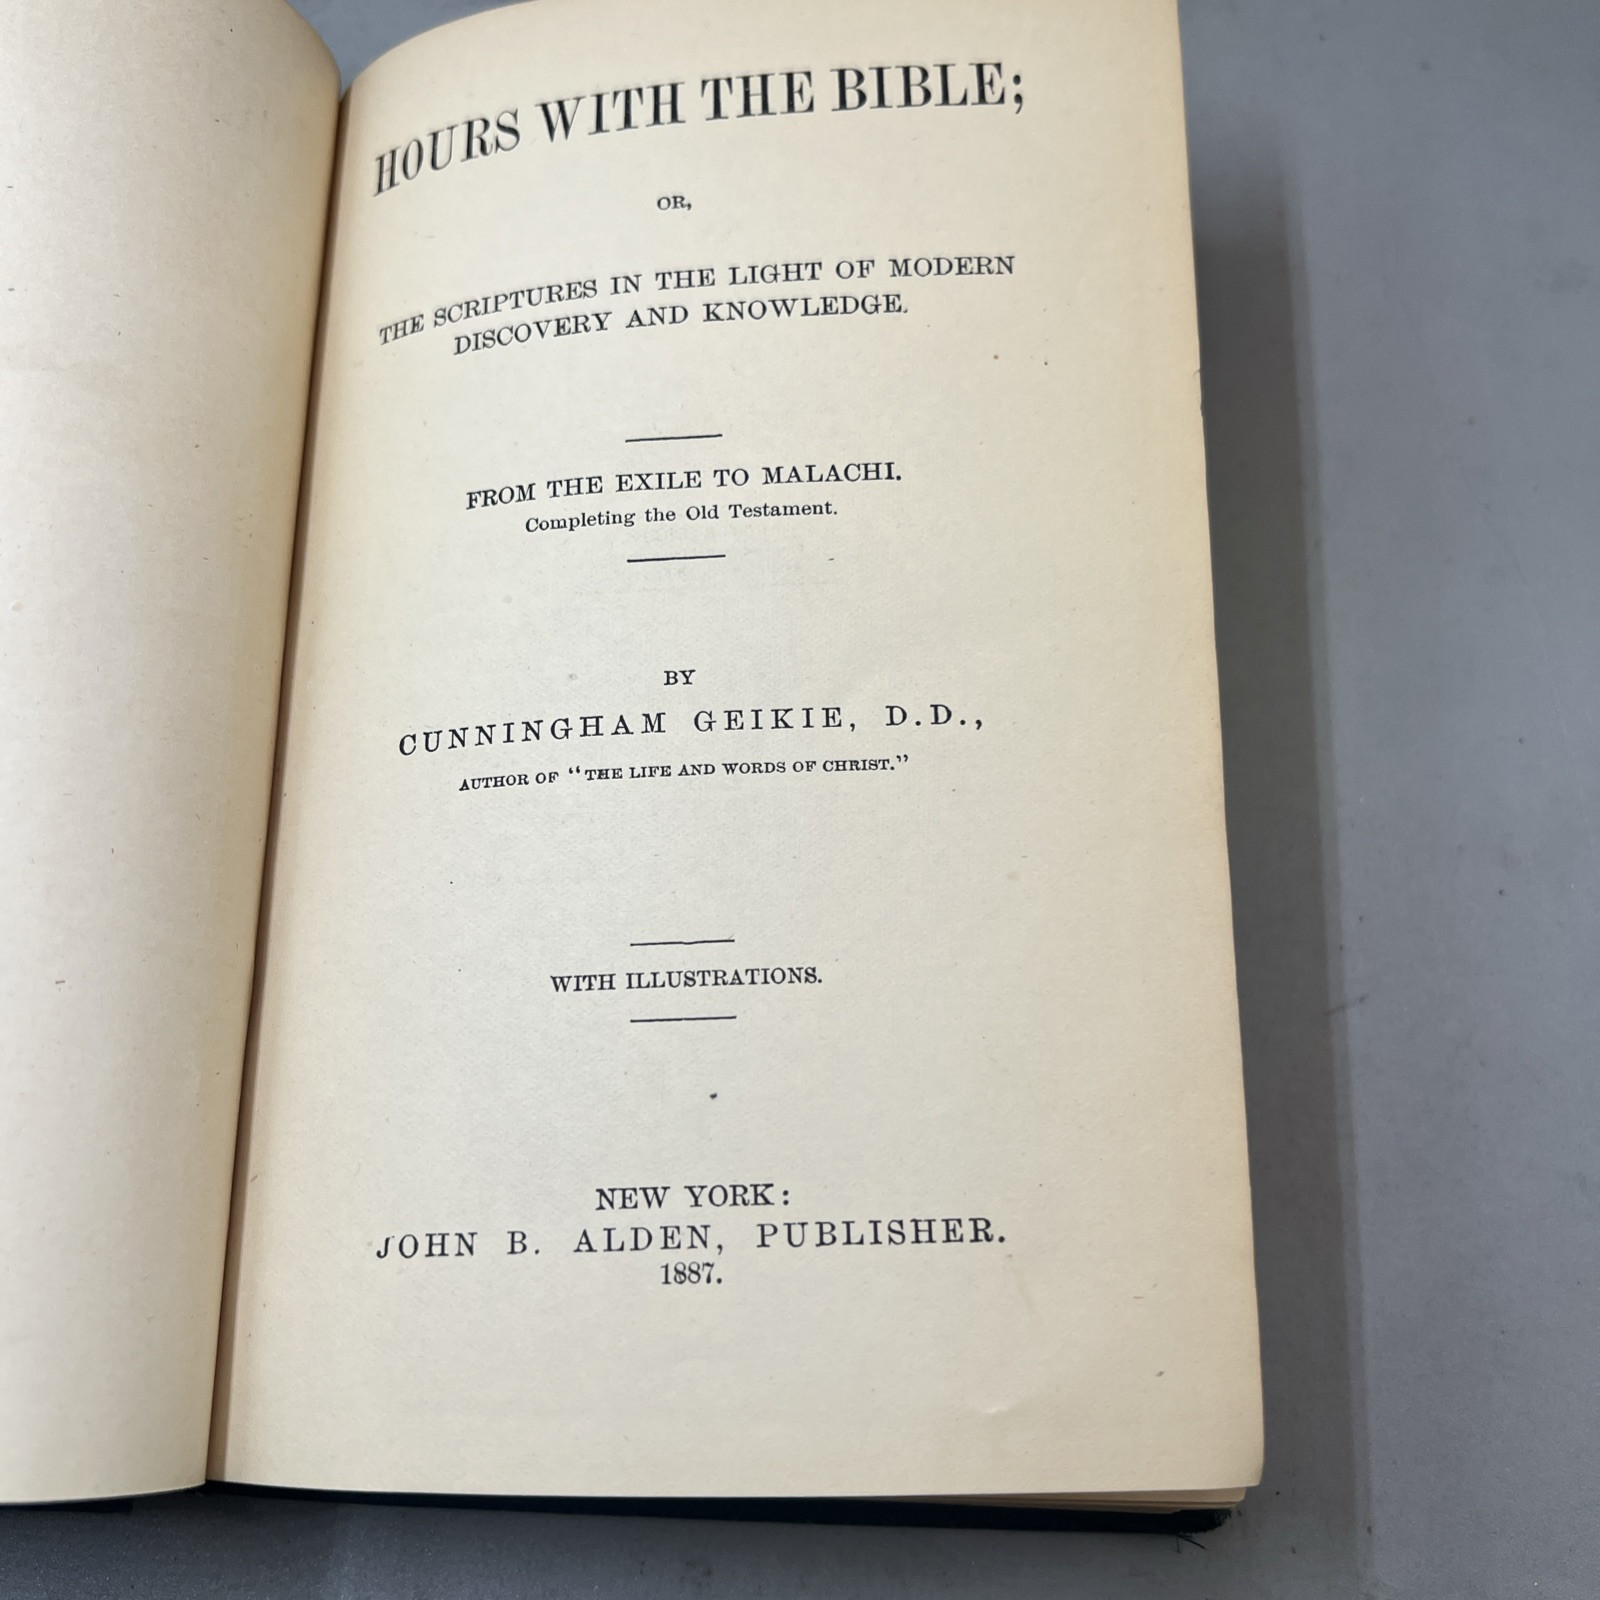 HOURS WITH THE BIBLE;
OR,
THE SCRIPTURES IN THE LIGHT OF MODERN
DISCOVERY AND KNOWLEDGE.
FROM THE EXILE TO MALACHI.
Completing the Old Testament.
BY
CUNNINGHAM GEIKIE, D.D.,
AUTHOR OF “THE LIFE AND WORDS OF CHRIST.”
WITH ILLUSTRATIONS.
NEW YORK:
JOHN B. ALDEN, PUBLISHER.
1887.